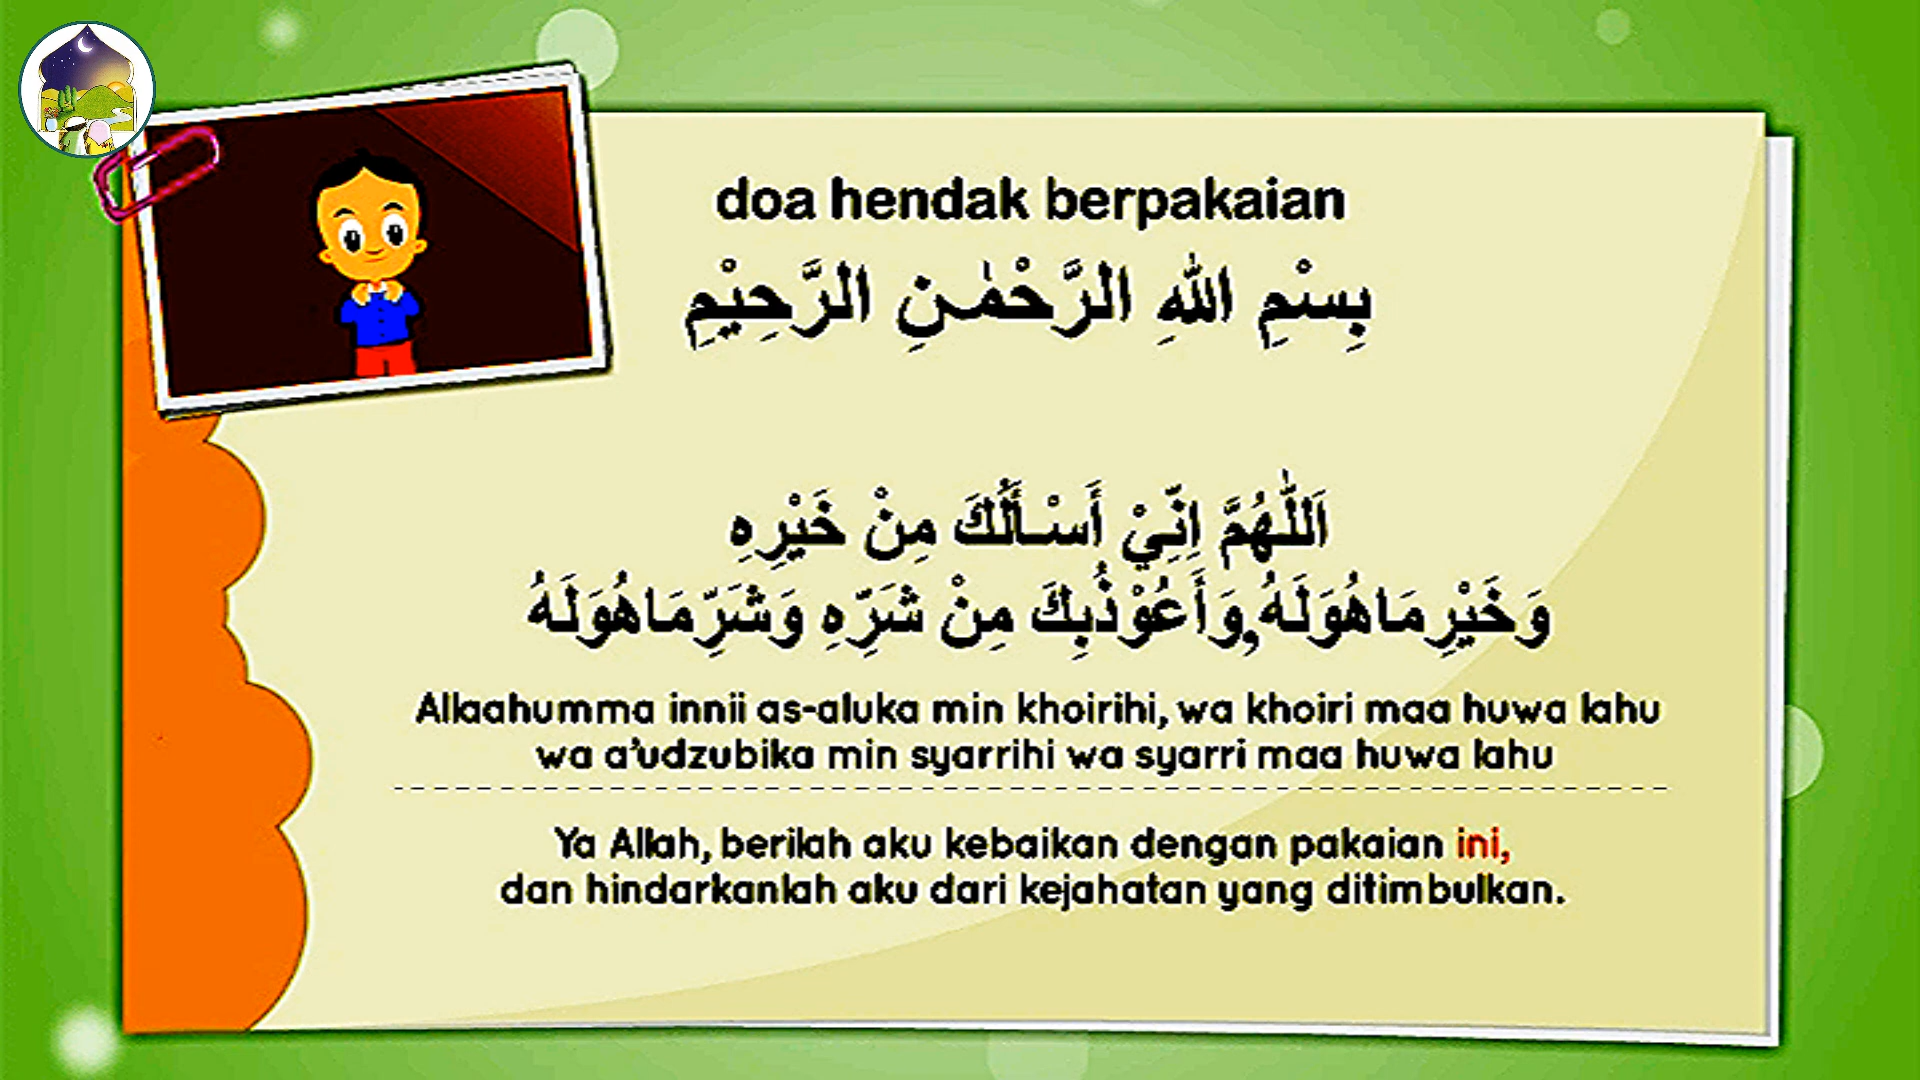 doa hendak berpakaian
بِسْمِ اللهِ الرَّحْمٰنِ الرَّحِيْمِ
اَللّٰهُمَّ اِنِّيْ أَسْـأَلُكَ مِنْ خَيْرِهِ
وَخَيْرِمَاهُوَلَهُ,وَأَعُوْذُبِكَ مِنْ شَرِّهِ وَشَرِّمَاهُوَلَهُ
Allaahumma innii as-aluka min khoirihi, wa khoiri maa huwa lahu
wa a'udzubika min syarrihi wa syarri maa huwa lahu
Ya Allah, berilah aku kebaikan dengan pakaian ini,
dan hindarkanlah aku dari kejahatan yang ditimbulkan.